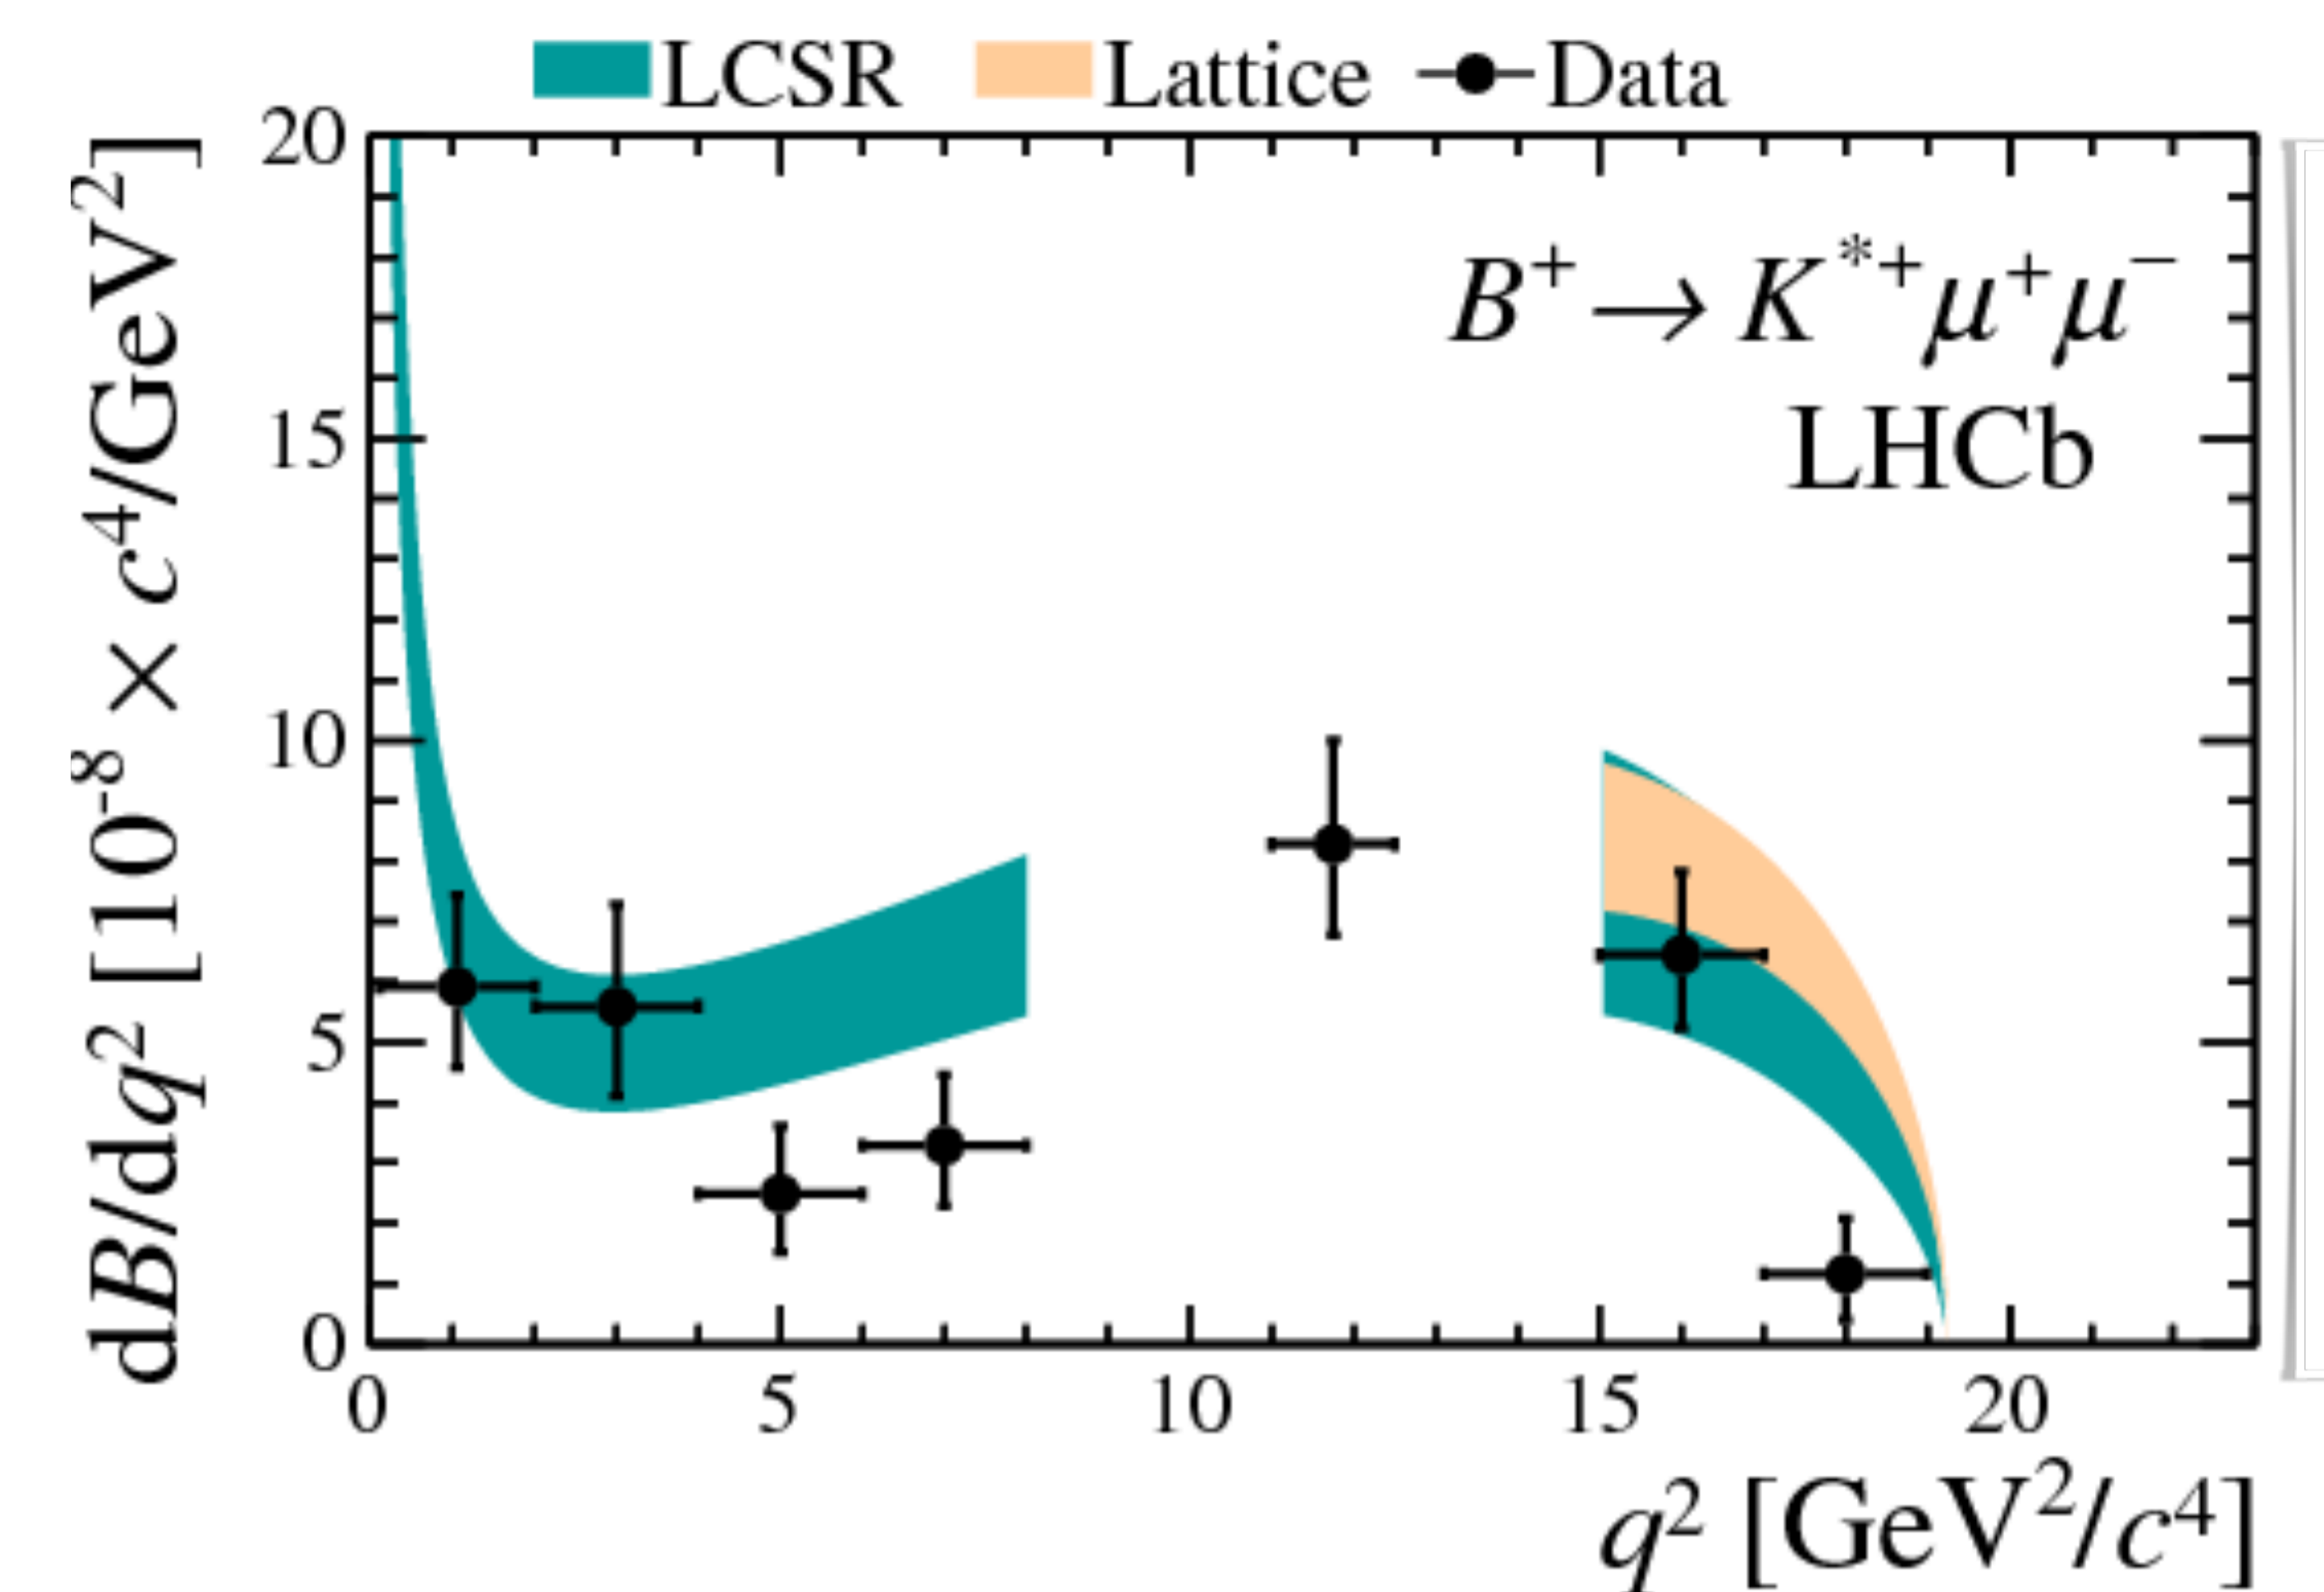 LCSR Lattice Data
dB/dq² [10⁻⁸ × c⁴/GeV²]
20
15
10
5
0
B⁺ → K*⁺μ⁺μ⁻
LHCb
0 5 10 15 20
q² [GeV²/c⁴]